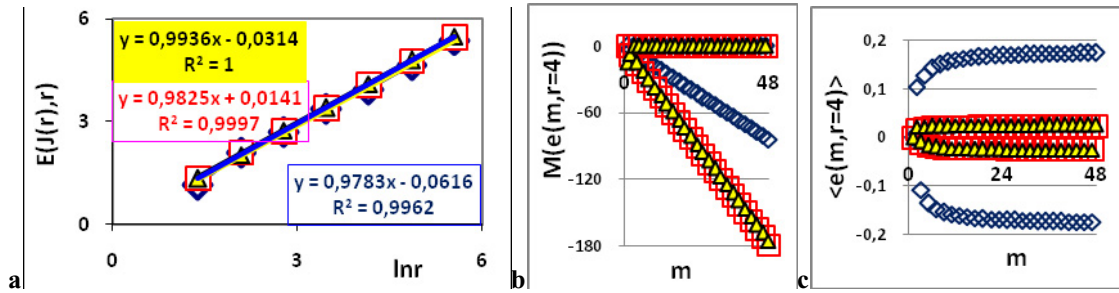 a
E(J(r),r)
6
3
0
y = 0,9936x - 0,0314
R² = 1
y = 0,9825x + 0,0141
R² = 0,9997
y = 0,9783x - 0,0616
R² = 0,9962
0
3
6
lnr
b
M(e(m,r=4))
0
-60
-120
-180
0
48
m
c
<e(m,r=4)>
0,2
0,1
0
-0,1
-0,2
0
24
48
m